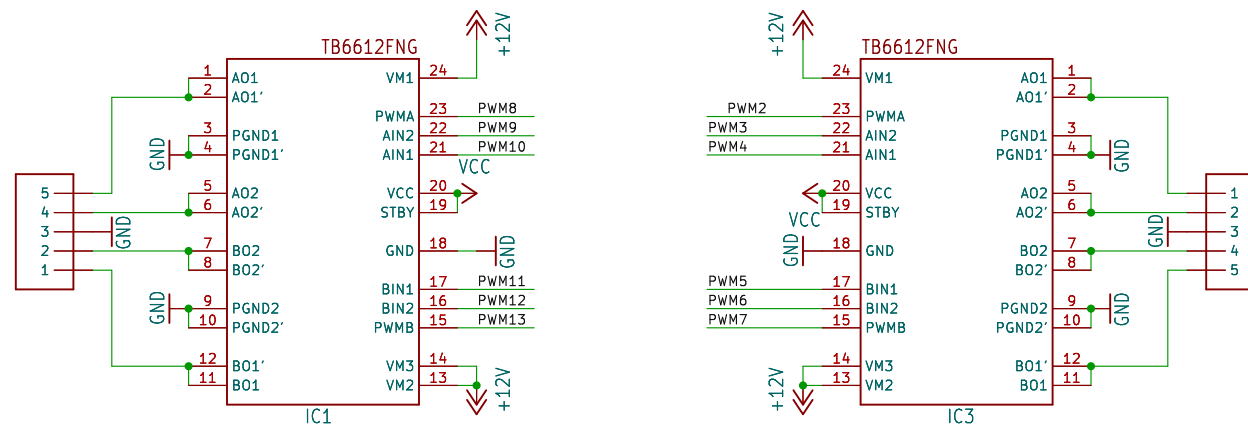 +12V
TB6612FNG
1 AO1 VM1 24
2 AO1'
PWMA 23 PWM8
3 PGND1 AIN2 22 PWM9
GND 4 PGND1' AIN1 21 PWM10
VCC
5 5 AO2 VCC 20
4 6 AO2' STBY 19
3 GND
2 7 BO2 GND 18 GND
1 8 BO2'
BIN1 17 PWM11
GND 9 PGND2 BIN2 16 PWM12
10 PGND2' PWMB 15 PWM13
12 BO1' VM3 14
11 BO1 VM2 13 +12V
IC1
+12V
TB6612FNG
24 VM1 AO1 1
AO1' 2
PWM2 23 PWMA
PWM3 22 AIN2 PGND1 3
PWM4 21 AIN1 PGND1' 4 GND
20 VCC AO2 5 1
VCC 19 STBY AO2' 6 2
GND 3
GND 18 GND BO2 7 4
BO2' 8 5
PWM5 17 BIN1
PWM6 16 BIN2 PGND2 9 GND
PWM7 15 PWMB PGND2' 10
14 VM3 BO1' 12
+12V 13 VM2 BO1 11
IC3